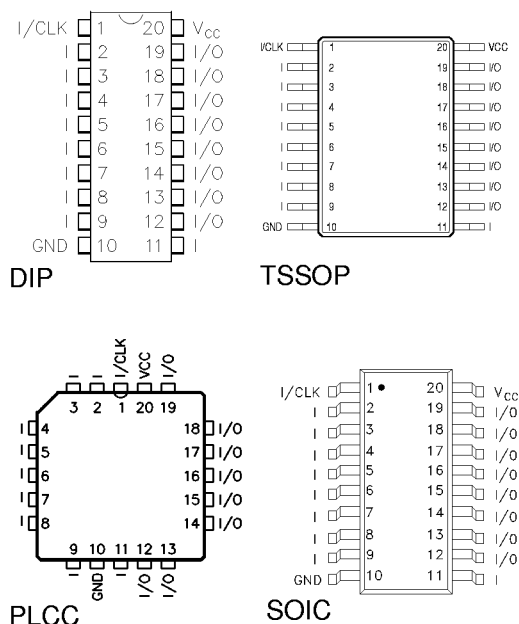 I/CLK 1 20 VCC
I 2 19 I/O
I 3 18 I/O
I 4 17 I/O
I 5 16 I/O
I 6 15 I/O
I 7 14 I/O
I 8 13 I/O
I 9 12 I/O
GND 10 11 I
DIP
I/CLK 1 20 VCC
I 2 19 I/O
I 3 18 I/O
I 4 17 I/O
I 5 16 I/O
I 6 15 I/O
I 7 14 I/O
I 8 13 I/O
I 9 12 I/O
GND 10 11 I
TSSOP
I I I/CLK VCC I/O
3 2 1 20 19
I 4 18 I/O
I 5 17 I/O
I 6 16 I/O
I 7 15 I/O
I 8 14 I/O
9 10 11 12 13
I GND I I/O I/O
PLCC
I/CLK 1 20 VCC
I 2 19 I/O
I 3 18 I/O
I 4 17 I/O
I 5 16 I/O
I 6 15 I/O
I 7 14 I/O
I 8 13 I/O
I 9 12 I/O
GND 10 11 I
SOIC